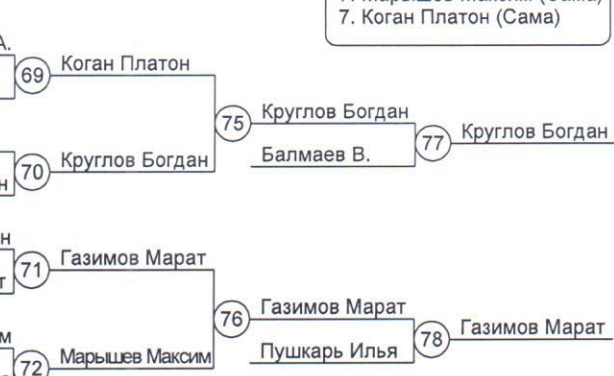 7. Коган Платон (Сама)
А.
69
Коган Платон
75
Круглов Богдан
77
Круглов Богдан
Балмаев В.
70
Круглов Богдан
н
н
71
Газимов Марат
т
76
Газимов Марат
78
Газимов Марат
Пушкарь Илья
м
72
Марышев Максим